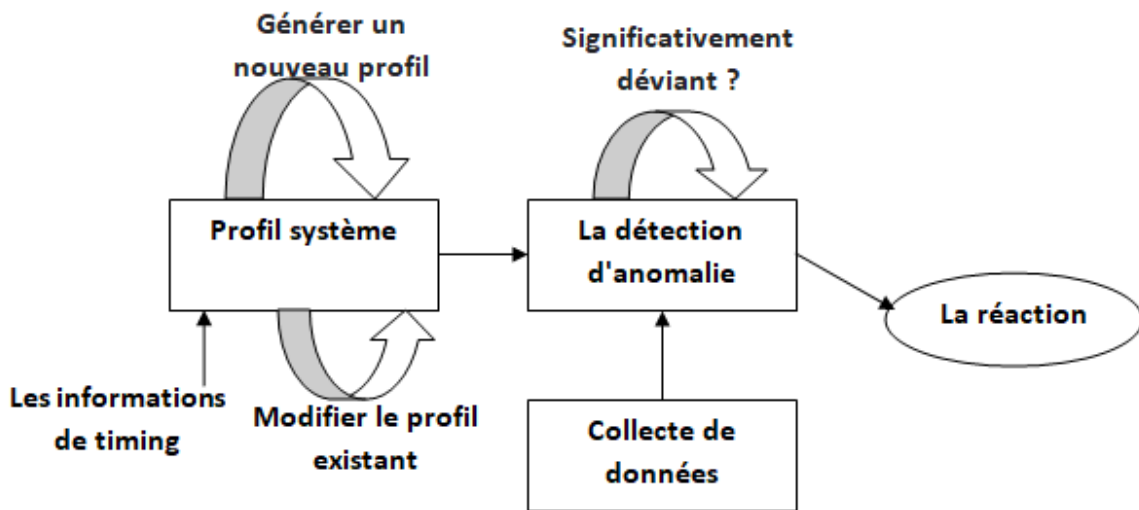 Générer un
nouveau profil
Significativement
déviant ?
Profil système
La détection
d'anomalie
La réaction
Les informations
de timing
Modifier le profil
existant
Collecte de
données